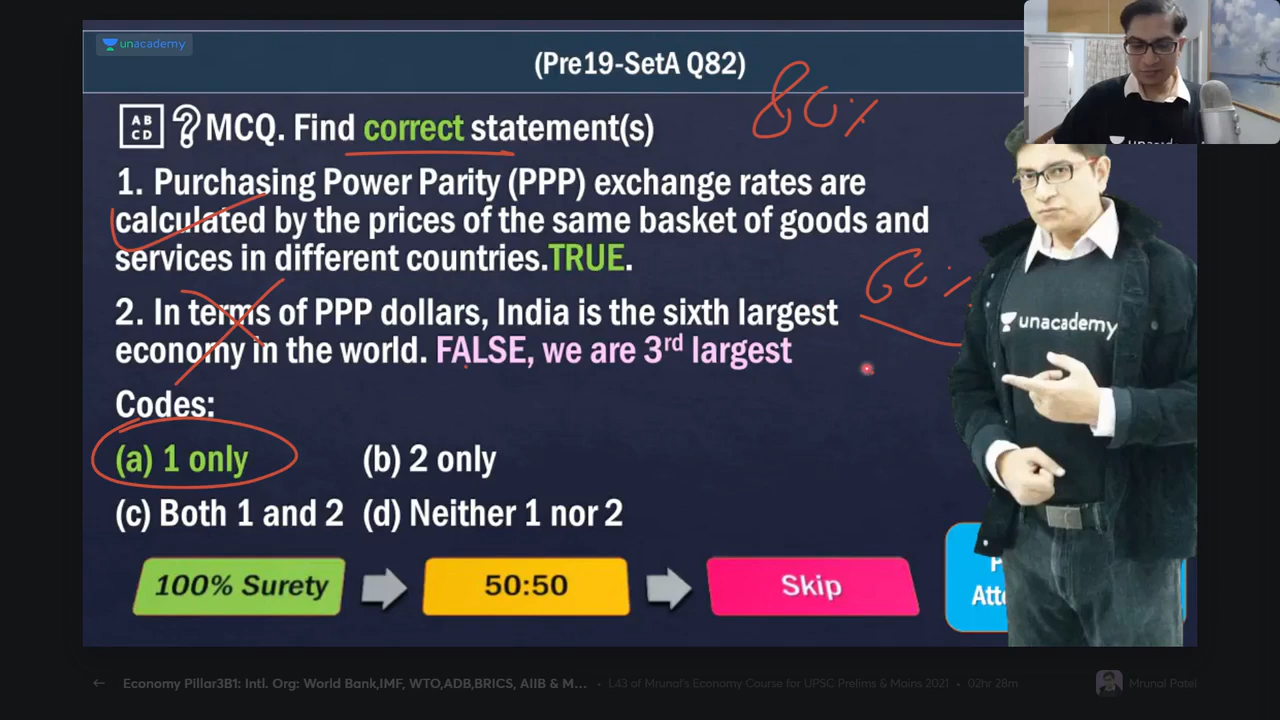 unacademy
(Pre19-SetA Q82)
80%
AB
CD
? MCQ. Find correct statement(s)
1. Purchasing Power Parity (PPP) exchange rates are
calculated by the prices of the same basket of goods and
services in different countries.TRUE.
60%
2. In terms of PPP dollars, India is the sixth largest
economy in the world. FALSE, we are 3rd largest
Codes:
(a) 1 only (b) 2 only
(c) Both 1 and 2 (d) Neither 1 nor 2
100% Surety
50:50
Skip
unacademy
← Economy Pillar3B1: Intl. Org: World Bank,IMF, WTO,ADB,BRICS, AIIB & M... • L43 of Mrunal's Economy Course for UPSC Prelims & Mains 2021 • 02hr 28m
Mrunal Patel